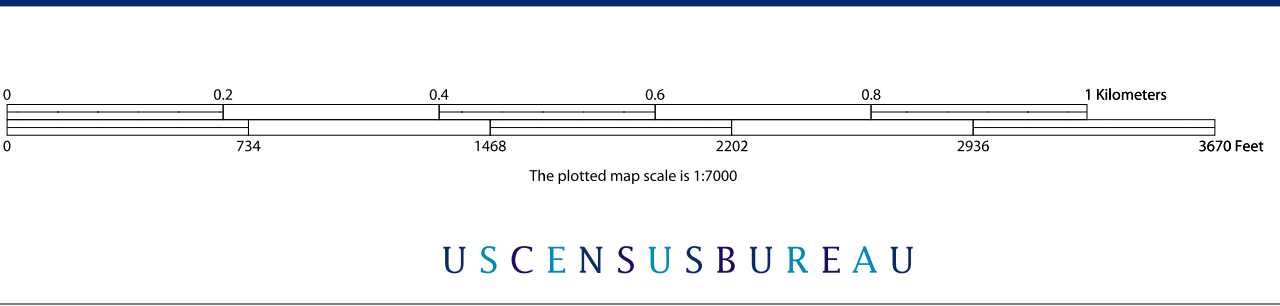 0 0.2 0.4 0.6 0.8 1 Kilometers
0 734 1468 2202 2936 3670 Feet
The plotted map scale is 1:7000
USCENSUSBUREAU